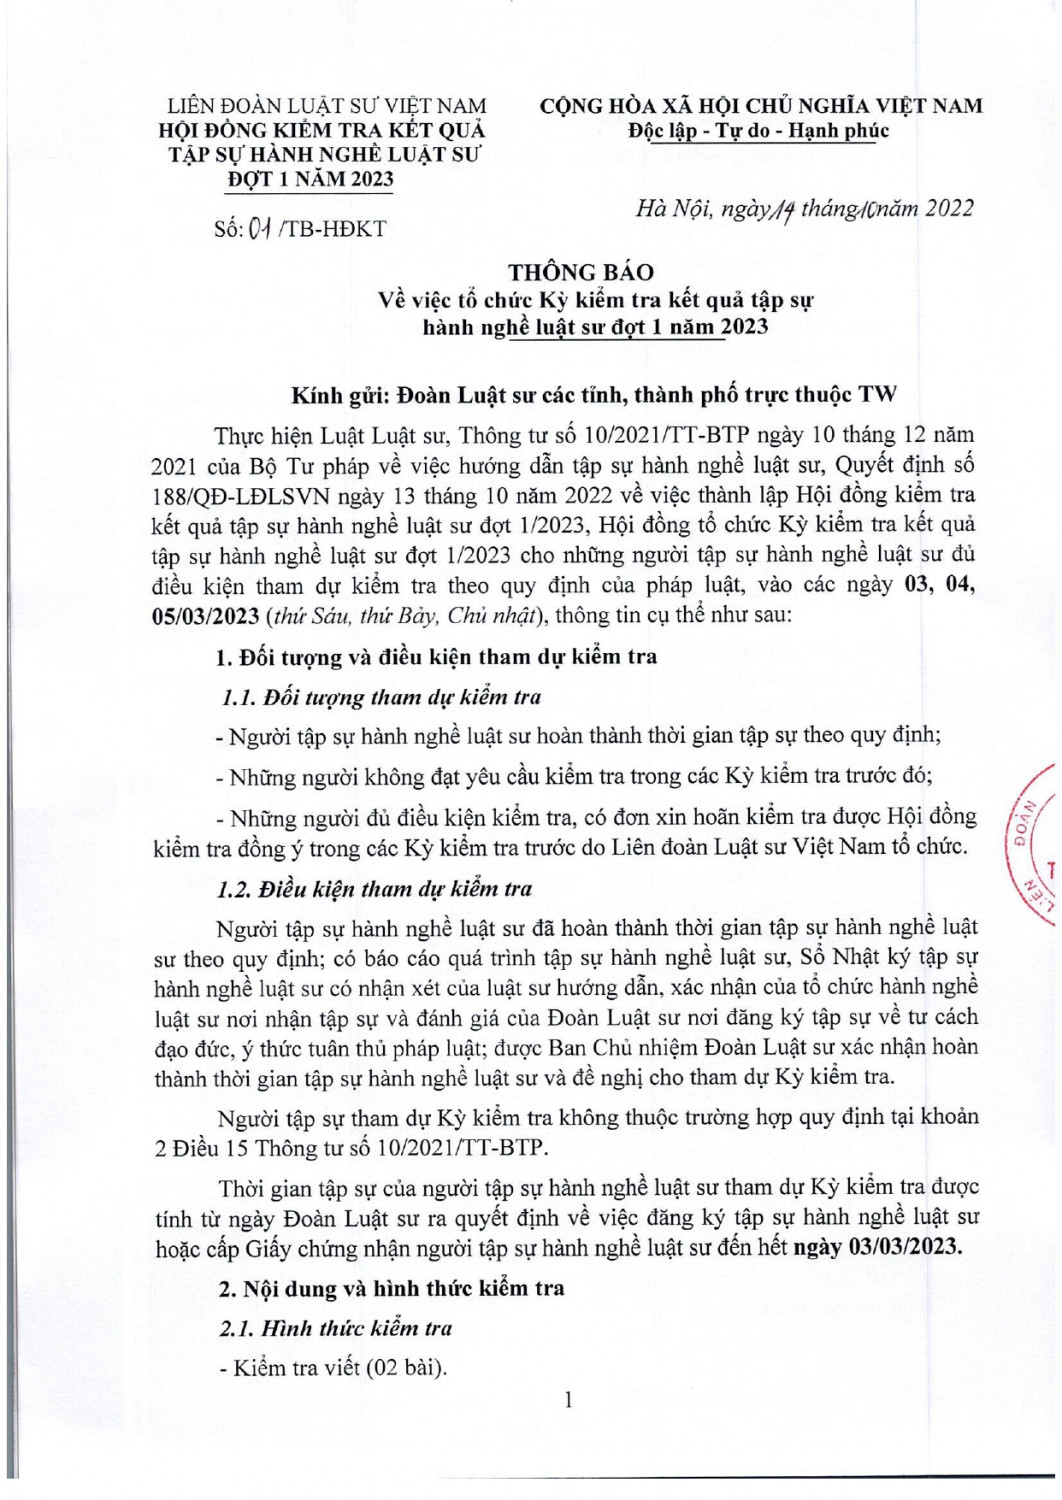 LIÊN ĐOÀN LUẬT SƯ VIỆT NAM
HỘI ĐỒNG KIỂM TRA KẾT QUẢ
TẬP SỰ HÀNH NGHỀ LUẬT SƯ
ĐỢT 1 NĂM 2023
Số: 01 /TB-HĐKT
CỘNG HÒA XÃ HỘI CHỦ NGHĨA VIỆT NAM
Độc lập - Tự do - Hạnh phúc
Hà Nội, ngày 14 tháng 10 năm 2022
THÔNG BÁO
Về việc tổ chức Kỳ kiểm tra kết quả tập sự
hành nghề luật sư đợt 1 năm 2023
Kính gửi: Đoàn Luật sư các tỉnh, thành phố trực thuộc TW
Thực hiện Luật Luật sư, Thông tư số 10/2021/TT-BTP ngày 10 tháng 12 năm
2021 của Bộ Tư pháp về việc hướng dẫn tập sự hành nghề luật sư, Quyết định số
188/QĐ-LĐLSVN ngày 13 tháng 10 năm 2022 về việc thành lập Hội đồng kiểm tra
kết quả tập sự hành nghề luật sư đợt 1/2023, Hội đồng tổ chức Kỳ kiểm tra kết quả
tập sự hành nghề luật sư đợt 1/2023 cho những người tập sự hành nghề luật sư đủ
điều kiện tham dự kiểm tra theo quy định của pháp luật, vào các ngày 03, 04,
05/03/2023 (thứ Sáu, thứ Bảy, Chủ nhật), thông tin cụ thể như sau:
1. Đối tượng và điều kiện tham dự kiểm tra
1.1. Đối tượng tham dự kiểm tra
- Người tập sự hành nghề luật sư hoàn thành thời gian tập sự theo quy định;
- Những người không đạt yêu cầu kiểm tra trong các Kỳ kiểm tra trước đó;
- Những người đủ điều kiện kiểm tra, có đơn xin hoãn kiểm tra được Hội đồng
kiểm tra đồng ý trong các Kỳ kiểm tra trước do Liên đoàn Luật sư Việt Nam tổ chức.
1.2. Điều kiện tham dự kiểm tra
Người tập sự hành nghề luật sư đã hoàn thành thời gian tập sự hành nghề luật
sư theo quy định; có báo cáo quá trình tập sự hành nghề luật sư, Sổ Nhật ký tập sự
hành nghề luật sư có nhận xét của luật sư hướng dẫn, xác nhận của tổ chức hành nghề
luật sư nơi nhận tập sự và đánh giá của Đoàn Luật sư nơi đăng ký tập sự về tư cách
đạo đức, ý thức tuân thủ pháp luật; được Ban Chủ nhiệm Đoàn Luật sư xác nhận hoàn
thành thời gian tập sự hành nghề luật sư và đề nghị cho tham dự Kỳ kiểm tra.
Người tập sự tham dự Kỳ kiểm tra không thuộc trường hợp quy định tại khoản
2 Điều 15 Thông tư số 10/2021/TT-BTP.
Thời gian tập sự của người tập sự hành nghề luật sư tham dự Kỳ kiểm tra được
tính từ ngày Đoàn Luật sư ra quyết định về việc đăng ký tập sự hành nghề luật sư
hoặc cấp Giấy chứng nhận người tập sự hành nghề luật sư đến hết ngày 03/03/2023.
2. Nội dung và hình thức kiểm tra
2.1. Hình thức kiểm tra
- Kiểm tra viết (02 bài).
1
LIÊN ĐOÀN